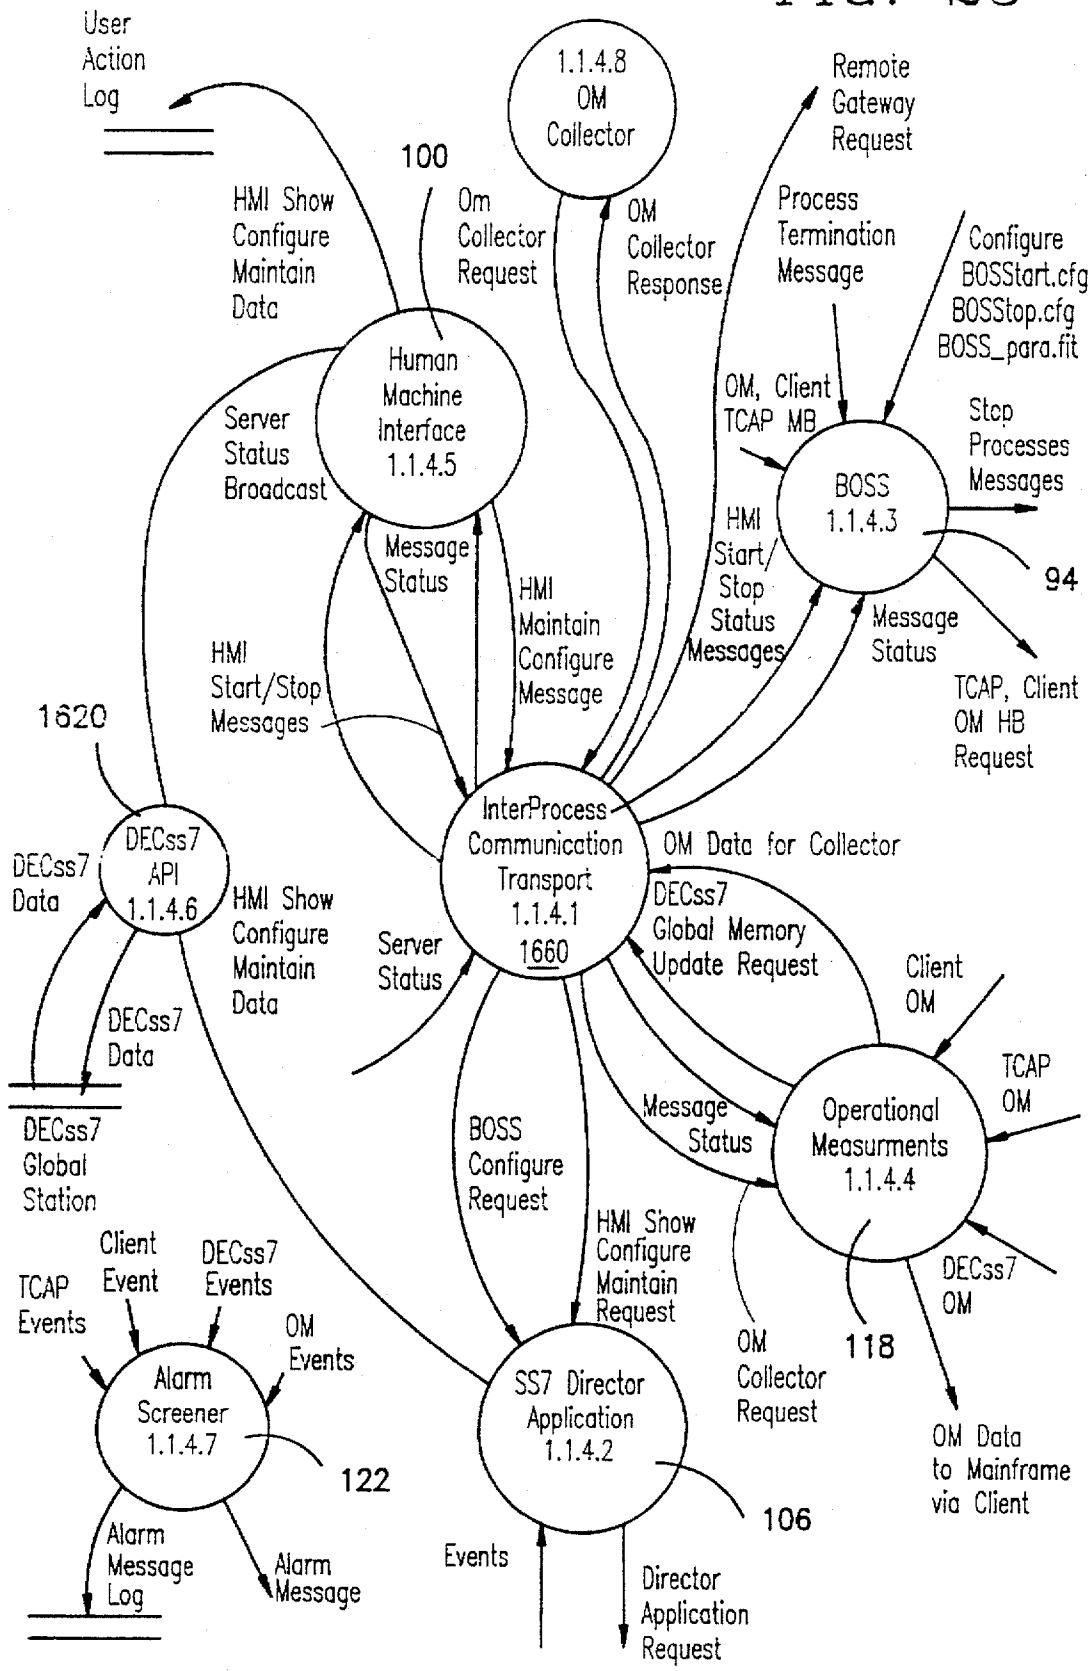 User
Action
Log
1.1.4.8
OM
Collector
Remote
Gateway
Request
100
HMI Show
Configure
Maintain
Data
Om
Collector
Request
OM
Collector
Response
Process
Termination
Message
Configure
BOSStart.cfg
BOSStop.cfg
BOSS_para.fit
Human
Machine
Interface
1.1.4.5
OM, Client
TCAP MB
Stop
Processes
Messages
Server
Status
Broadcast
BOSS
1.1.4.3
94
Message
Status
HMI
Start/
Stop
Status
Messages
Message
Status
HMI
Maintain
Configure
Message
HMI
Start/Stop
Messages
TCAP, Client
OM HB
Request
1620
DECss7
API
1.1.4.6
DECss7
Data
InterProcess
Communication
Transport
1.1.4.1
1660
OM Data for Collector
DECss7
Global Memory
Update Request
HMI Show
Configure
Maintain
Data
Server
Status
Client
OM
DECss7
Data
TCAP
OM
DECss7
Global
Station
BOSS
Configure
Request
Message
Status
Operational
Measurments
1.1.4.4
HMI Show
Configure
Maintain
Request
DECss7
OM
118
OM
Collector
Request
OM Data
to Mainframe
via Client
TCAP
Events
Client
Event
DECss7
Events
OM
Events
Alarm
Screener
1.1.4.7
122
SS7 Director
Application
1.1.4.2
106
Alarm
Message
Log
Alarm
Message
Events
Director
Application
Request